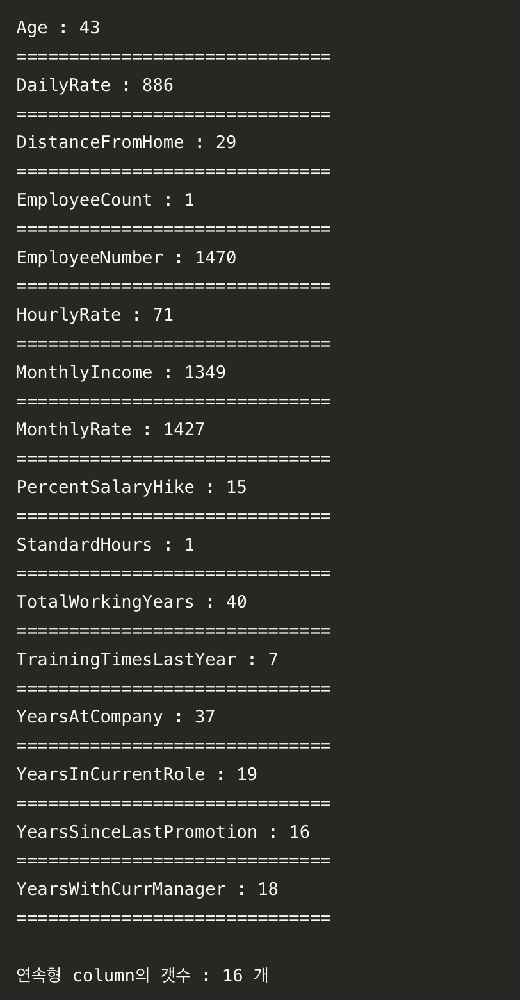 Age : 43
==============================
DailyRate : 886
==============================
DistanceFromHome : 29
==============================
EmployeeCount : 1
==============================
EmployeeNumber : 1470
==============================
HourlyRate : 71
==============================
MonthlyIncome : 1349
==============================
MonthlyRate : 1427
==============================
PercentSalaryHike : 15
==============================
StandardHours : 1
==============================
TotalWorkingYears : 40
==============================
TrainingTimesLastYear : 7
==============================
YearsAtCompany : 37
==============================
YearsInCurrentRole : 19
==============================
YearsSinceLastPromotion : 16
==============================
YearsWithCurrManager : 18
==============================
연속형 column의 갯수 : 16 개